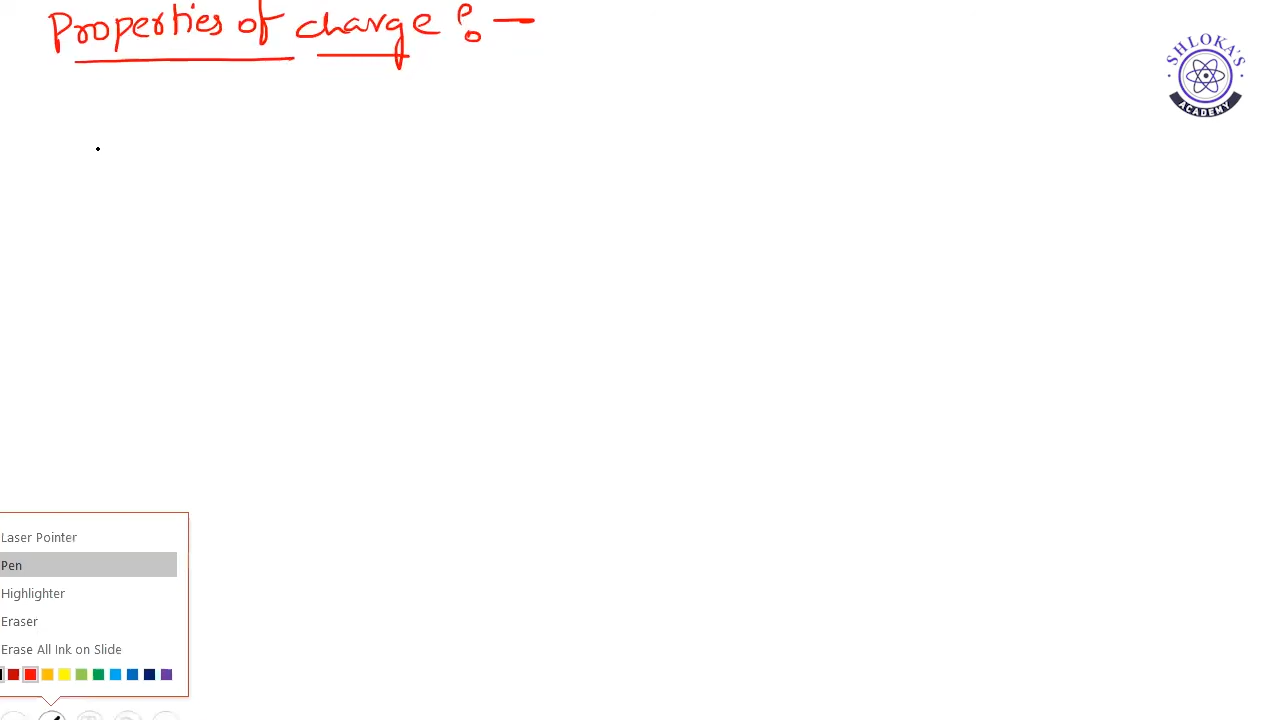 Properties of charge :-
SHLOKA'S
ACADEMY
Laser Pointer
Pen
Highlighter
Eraser
Erase All Ink on Slide